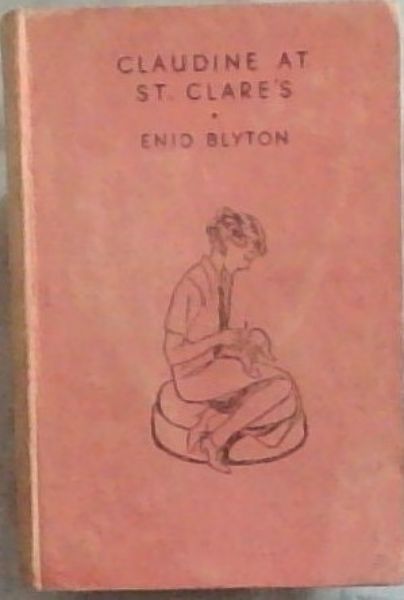 CLAUDINE AT
ST. CLARE'S
•
ENID BLYTON